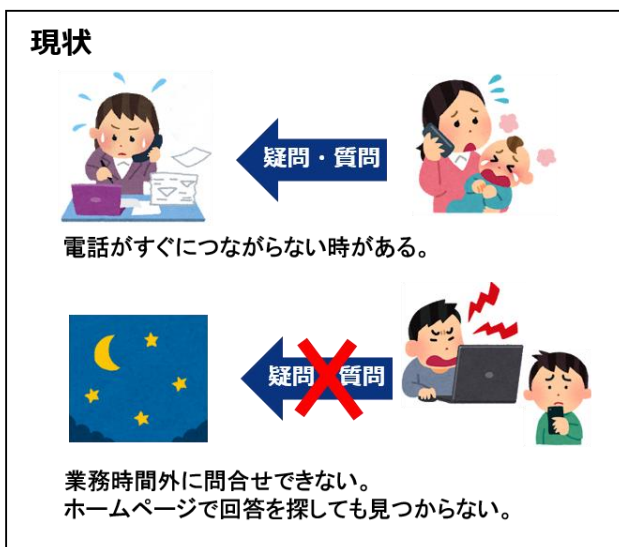 現状
疑問・質問
電話がすぐにつながらない時がある。
疑問・質問
業務時間外に問合せできない。
ホームページで回答を探しても見つからない。